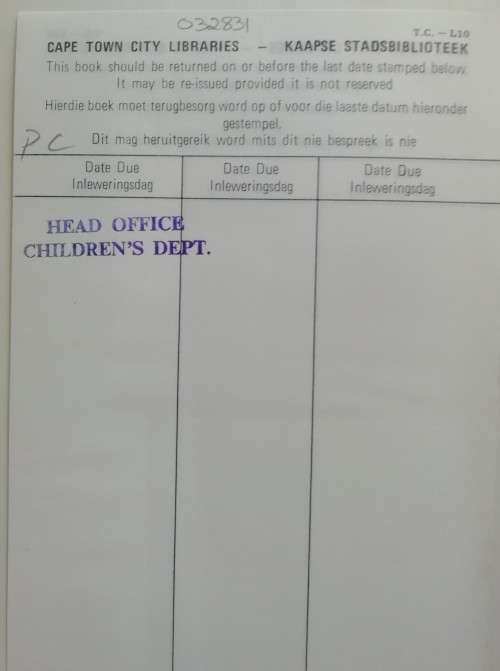 032831
T.C. – L10
CAPE TOWN CITY LIBRARIES – KAAPSE STADSBIBLIOTEEK
This book should be returned on or before the last date stamped below.
It may be re-issued provided it is not reserved
Hierdie boek moet terugbesorg word op of voor die laaste datum hieronder
gestempel.
PC
Dit mag heruitgereik word mits dit nie bespreek is nie
Date Due Date Due Date Due
Inleweringsdag Inleweringsdag Inleweringsdag
HEAD OFFICE
CHILDREN'S DEPT.